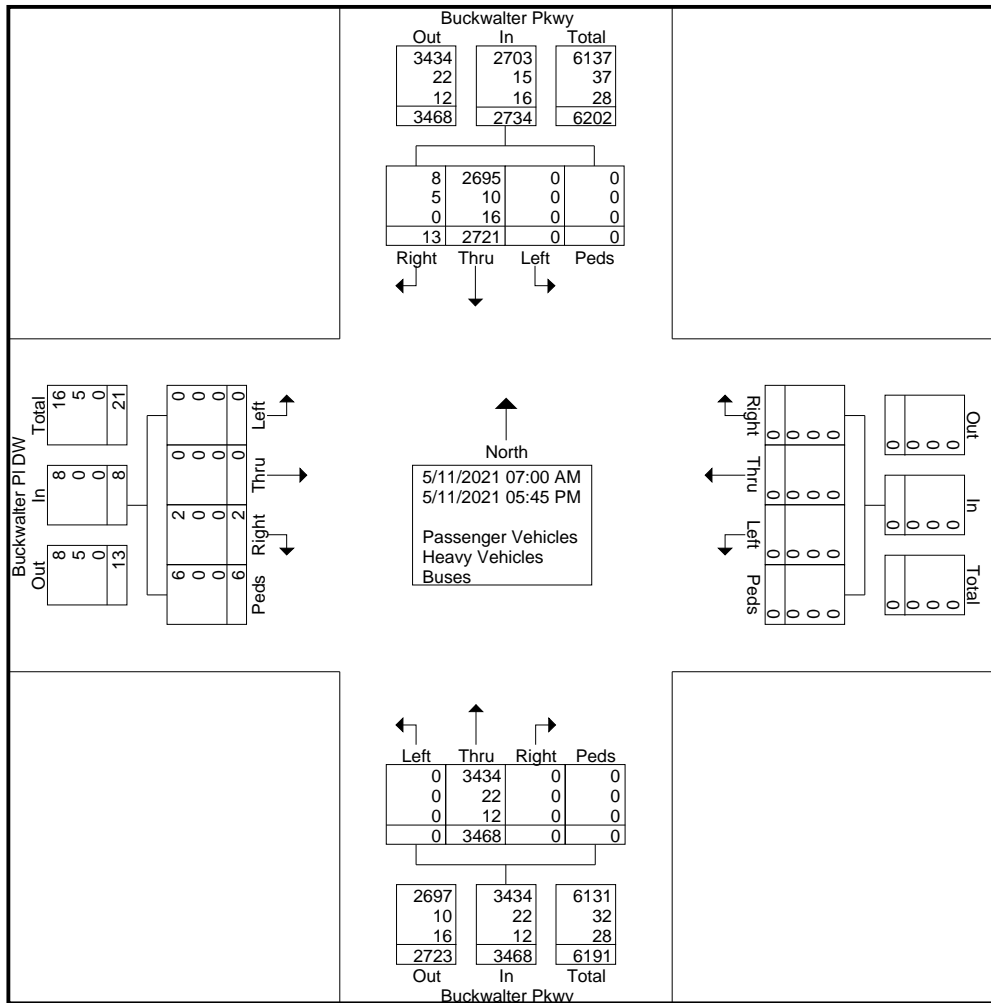 Buckwalter Pkwy
Out In Total
3434 2703 6137
22 15 37
12 16 28
3468 2734 6202
8 2695 0 0
5 10 0 0
0 16 0 0
13 2721 0 0
Right Thru Left Peds
Buckwalter Pl DW
Total
16 5 0 21
In
8 0 0 8
Out
8 5 0 13
0 0 0 0
Left
0 0 0 0
Thru
2 0 0 2
Right
6 0 0 6
Peds
North
5/11/2021 07:00 AM
5/11/2021 05:45 PM
Passenger Vehicles
Heavy Vehicles
Buses
Right
0 0 0 0
Thru
0 0 0 0
Left
0 0 0 0
Peds
0 0 0 0
Out
0 0 0 0
In
0 0 0 0
Total
0 0 0 0
Left Thru Right Peds
0 3434 0 0
0 22 0 0
0 12 0 0
0 3468 0 0
2697 3434 6131
10 22 32
16 12 28
2723 3468 6191
Out In Total
Buckwalter Pkwy